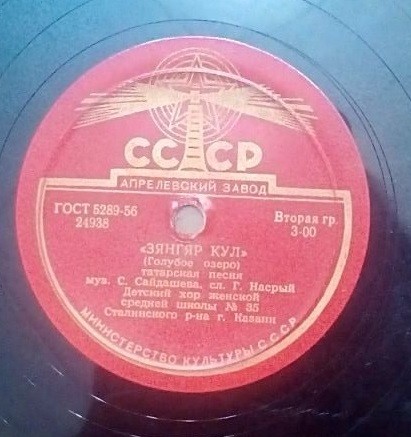 СССР
АПРЕЛЕВСКИЙ ЗАВОД
ГОСТ 5289-56
24938
Вторая гр.
3-00
«ЗЯНГЯР КУЛ»
(Голубое озеро)
татарская песня
муз. С. Сайдашева, сл. Г. Насрый
Детский хор женской
средней школы № 35
Сталинского р-на г. Казани
МИНИСТЕРСТВО КУЛЬТУРЫ СССР